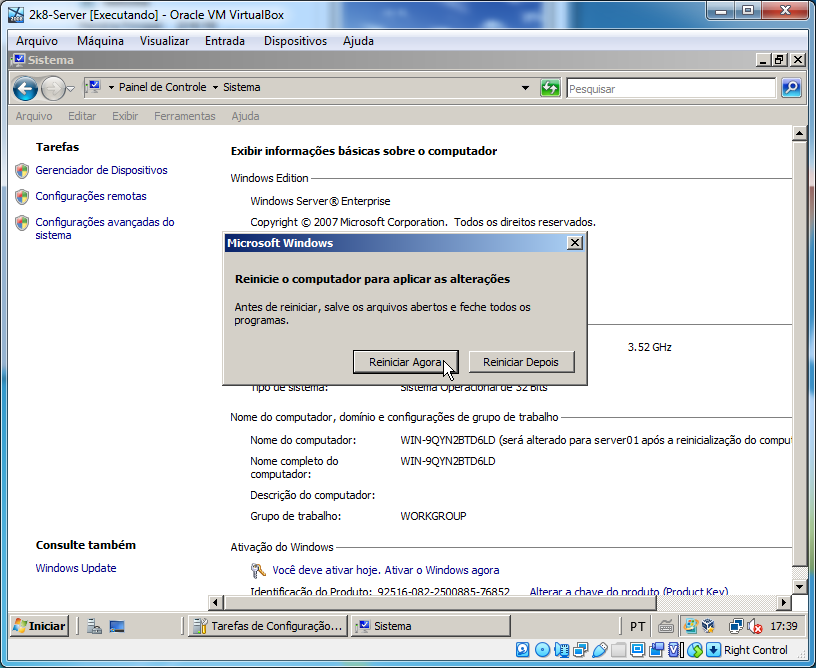 2k8-Server [Executando] - Oracle VM VirtualBox
Arquivo Máquina Visualizar Entrada Dispositivos Ajuda
Sistema
Painel de Controle Sistema
Pesquisar
Arquivo Editar Exibir Ferramentas Ajuda
Tarefas
Gerenciador de Dispositivos
Configurações remotas
Configurações avançadas do
sistema
Exibir informações básicas sobre o computador
Windows Edition
Windows Server® Enterprise
Copyright © 2007 Microsoft Corporation. Todos os direitos reservados.
Microsoft Windows
Reinicie o computador para aplicar as alterações
Antes de reiniciar, salve os arquivos abertos e feche todos os
programas.
Reiniciar Agora Reiniciar Depois
3.52 GHz
Tipo de sistema: Sistema Operacional de 32 Bits
Nome do computador, domínio e configurações de grupo de trabalho
Nome do computador: WIN-9QYN2BTD6LD (será alterado para server01 após a reinicialização do comput
Nome completo do
computador: WIN-9QYN2BTD6LD
Descrição do computador:
Grupo de trabalho: WORKGROUP
Ativação do Windows
Você deve ativar hoje. Ativar o Windows agora
Identificação do Produto: 92516-082-2500885-76852 Alterar a chave do produto (Product Key)
Consulte também
Windows Update
Iniciar Tarefas de Configuração... Sistema PT 17:39
Right Control